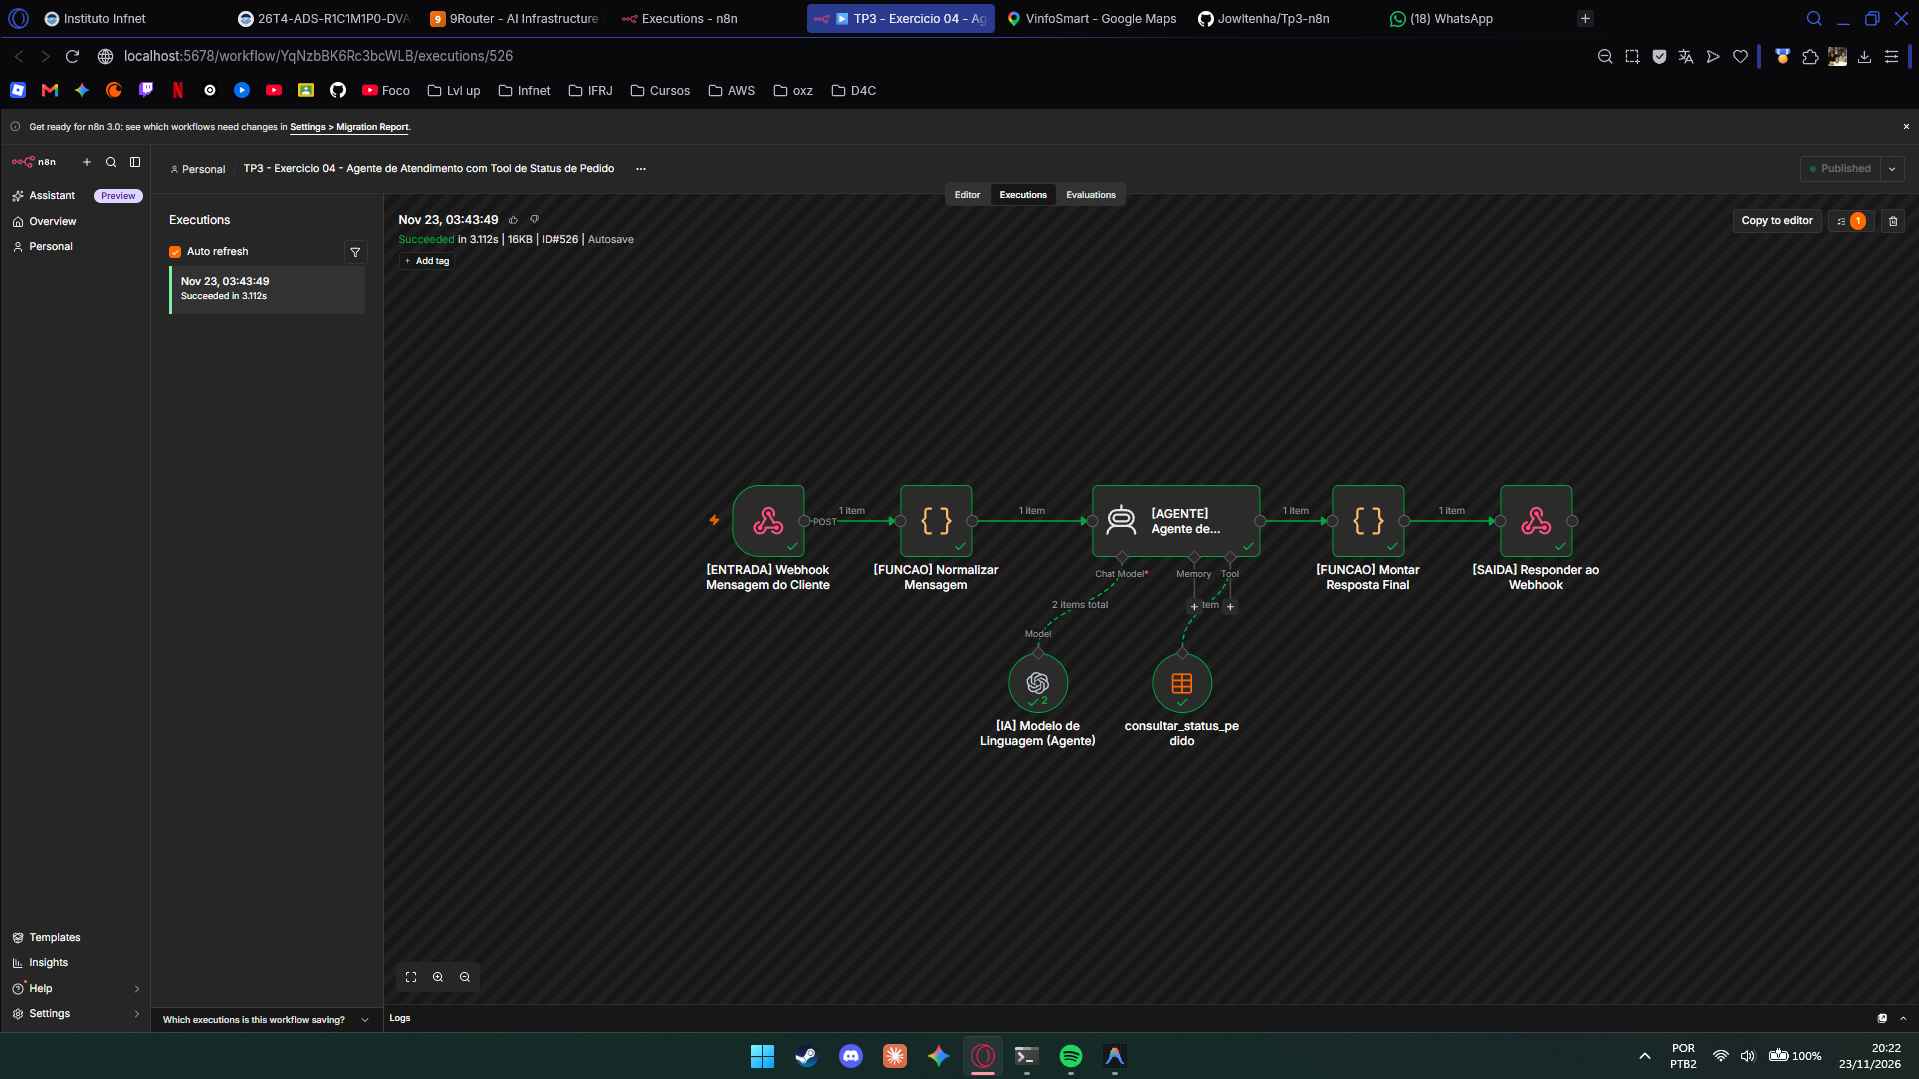 Instituto Infnet
26T4-ADS-R1C1M1P0-DVA
9Router - AI Infrastructure
Executions - n8n
TP3 - Exercicio 04 - Ag
VinfoSmart - Google Maps
Jowltenha/Tp3-n8n
(18) WhatsApp
localhost:5678/workflow/YqNzbBK6Rc3bcWLB/executions/526
Foco
Lvl up
Infnet
IFRJ
Cursos
AWS
oxz
D4C
Get ready for n8n 3.0: see which workflows need changes in Settings > Migration Report.
n8n
Personal / TP3 - Exercicio 04 - Agente de Atendimento com Tool de Status de Pedido ...
Published
Assistant Preview
Overview
Personal
Editor
Executions
Evaluations
Executions
Auto refresh
Nov 23, 03:43:49
Succeeded in 3.112s
Nov 23, 03:43:49
Succeeded in 3.112s | 16KB | ID#526 | Autosave
+ Add tag
Copy to editor
1
POST
1 item
1 item
1 item
1 item
[AGENTE]
Agente de...
[ENTRADA] Webhook
Mensagem do Cliente
[FUNCAO] Normalizar
Mensagem
Chat Model*
Memory
Tool
[FUNCAO] Montar
Resposta Final
[SAIDA] Responder ao
Webhook
2 items total
tem
Model
2
[IA] Modelo de
Linguagem (Agente)
consultar_status_pe
dido
Templates
Insights
Help
Settings
Which executions is this workflow saving?
Logs
POR
PTB2
100%
20:22
23/11/2026